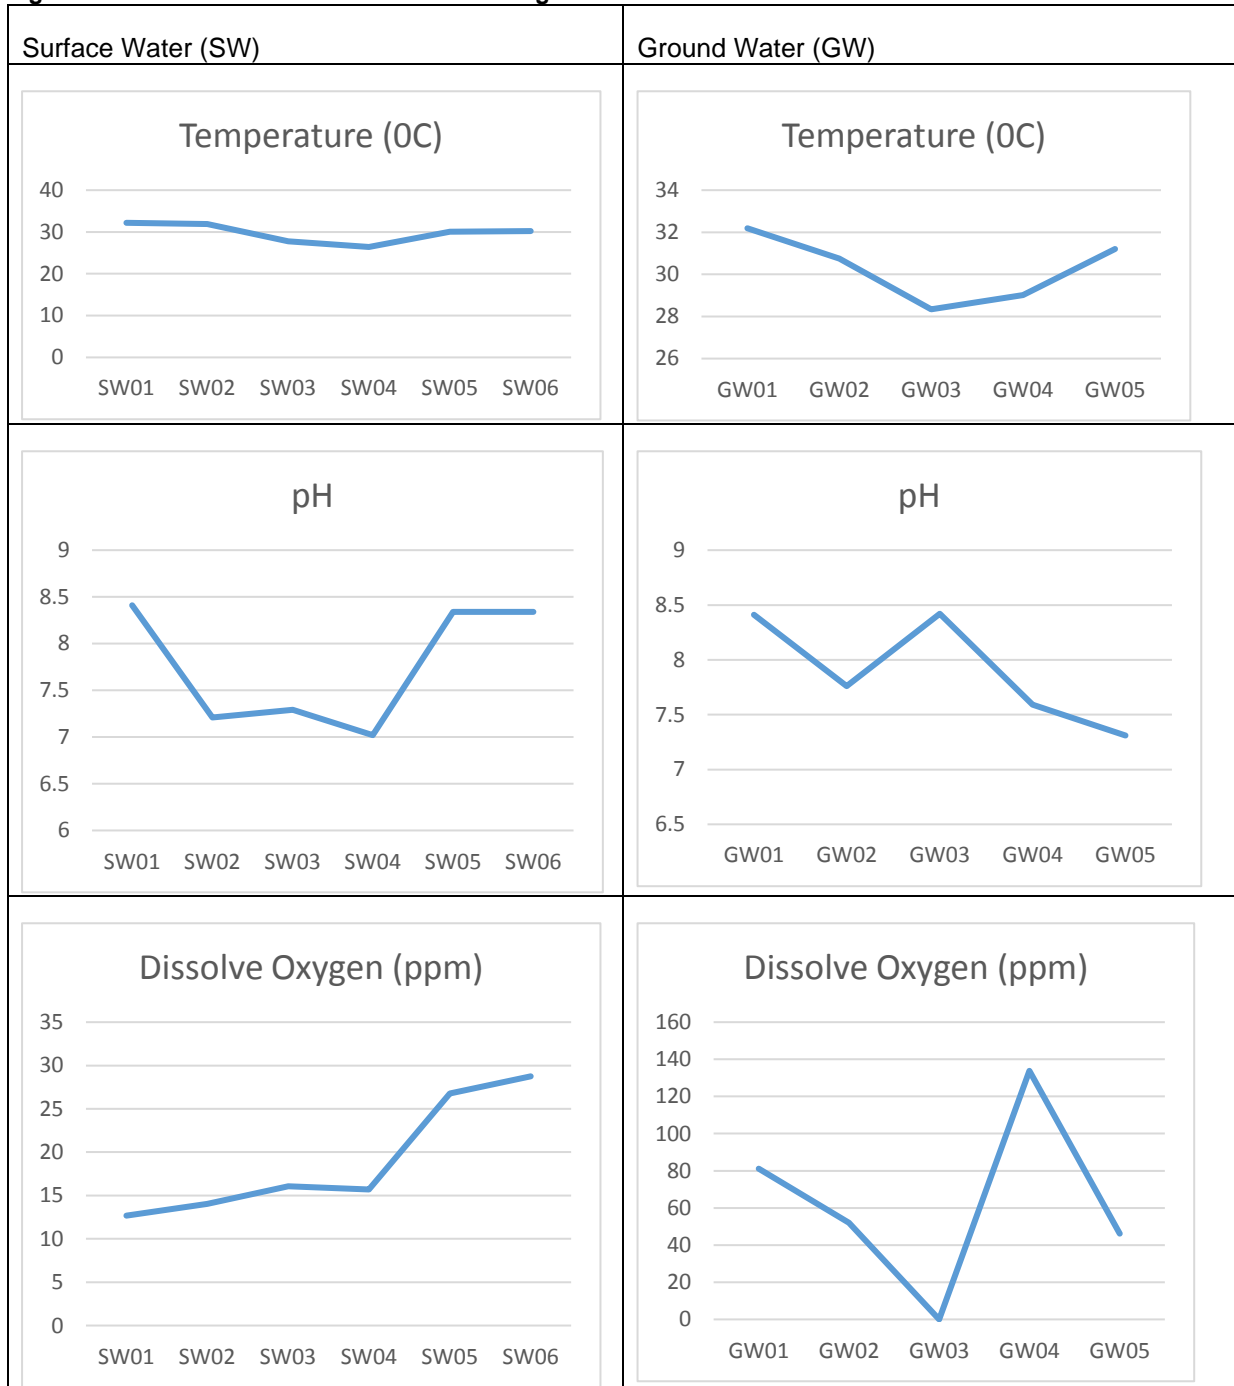 Surface Water (SW)
Ground Water (GW)
Temperature (0C)
40
30
20
10
0
SW01 SW02 SW03 SW04 SW05 SW06
Temperature (0C)
34
32
30
28
26
GW01 GW02 GW03 GW04 GW05
pH
9
8.5
8
7.5
7
6.5
6
SW01 SW02 SW03 SW04 SW05 SW06
pH
9
8.5
8
7.5
7
6.5
GW01 GW02 GW03 GW04 GW05
Dissolve Oxygen (ppm)
35
30
25
20
15
10
5
0
SW01 SW02 SW03 SW04 SW05 SW06
Dissolve Oxygen (ppm)
160
140
120
100
80
60
40
20
0
GW01 GW02 GW03 GW04 GW05